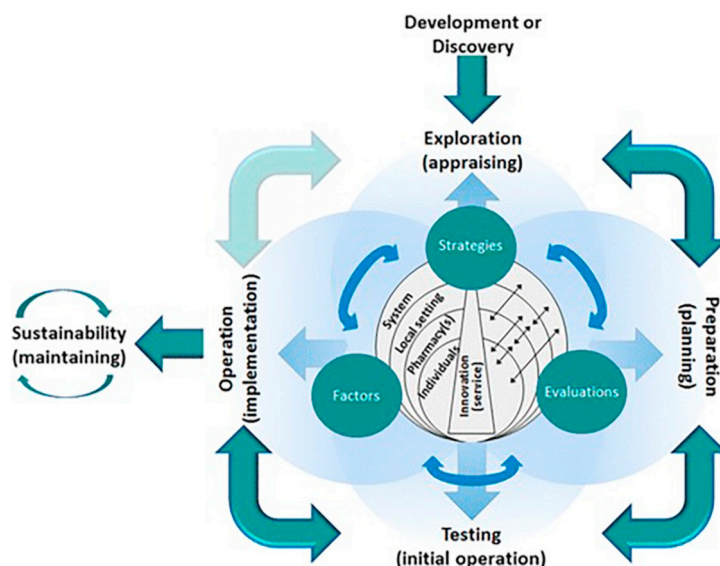 Development or
Discovery
Exploration
(appraising)
Strategies
System
Local setting
Pharmacy(s)
Individuals
Innovation
(service)
Sustainability
(maintaining)
Operation
(implementation)
Factors
Evaluations
Preparation
(planning)
Testing
(initial operation)